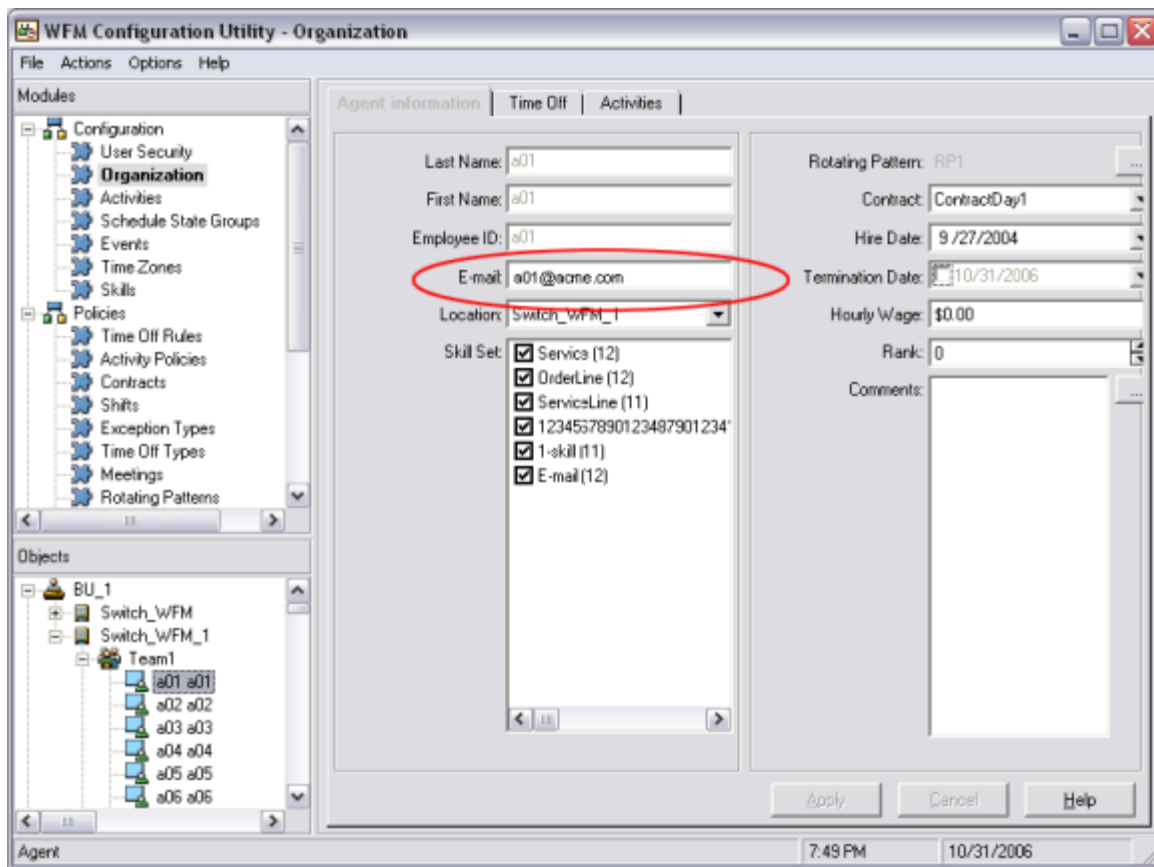 WFM Configuration Utility - Organization
File Actions Options Help
Modules
Configuration
User Security
Organization
Activities
Schedule State Groups
Events
Time Zones
Skills
Policies
Time Off Rules
Activity Policies
Contracts
Shifts
Exception Types
Time Off Types
Meetings
Rotating Patterns
Objects
BU_1
Switch_WFM
Switch_WFM_1
Team1
a01 a01
a02 a02
a03 a03
a04 a04
a05 a05
a06 a06
Agent information Time Off Activities
Last Name: a01
First Name: a01
Employee ID: a01
E-mail: a01@acme.com
Location: Switch_WFM_1
Skill Set: Service (12)
OrderLine (12)
ServiceLine (11)
1-skill (11)
E-mail (12)
Rotating Pattern: RP1 ...
Contract: ContractDay1
Hire Date: 9/27/2004
Termination Date: 10/31/2006
Hourly Wage: $0.00
Rank: 0
Comments: ...
Apply Cancel Help
Agent 7:49 PM 10/31/2006